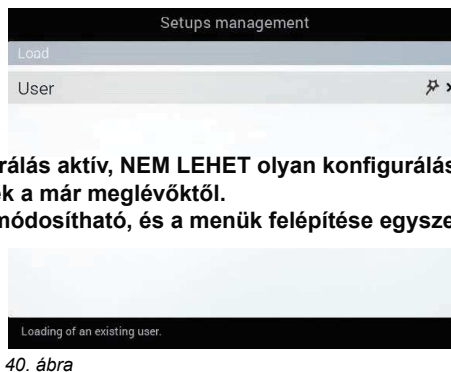 Setups management
Load
User
rálás aktív, NEM LEHET olyan konfigurálás
k a már meglévőktől.
módosítható, és a menük felépítése egysze
Loading of an existing user.
40. ábra